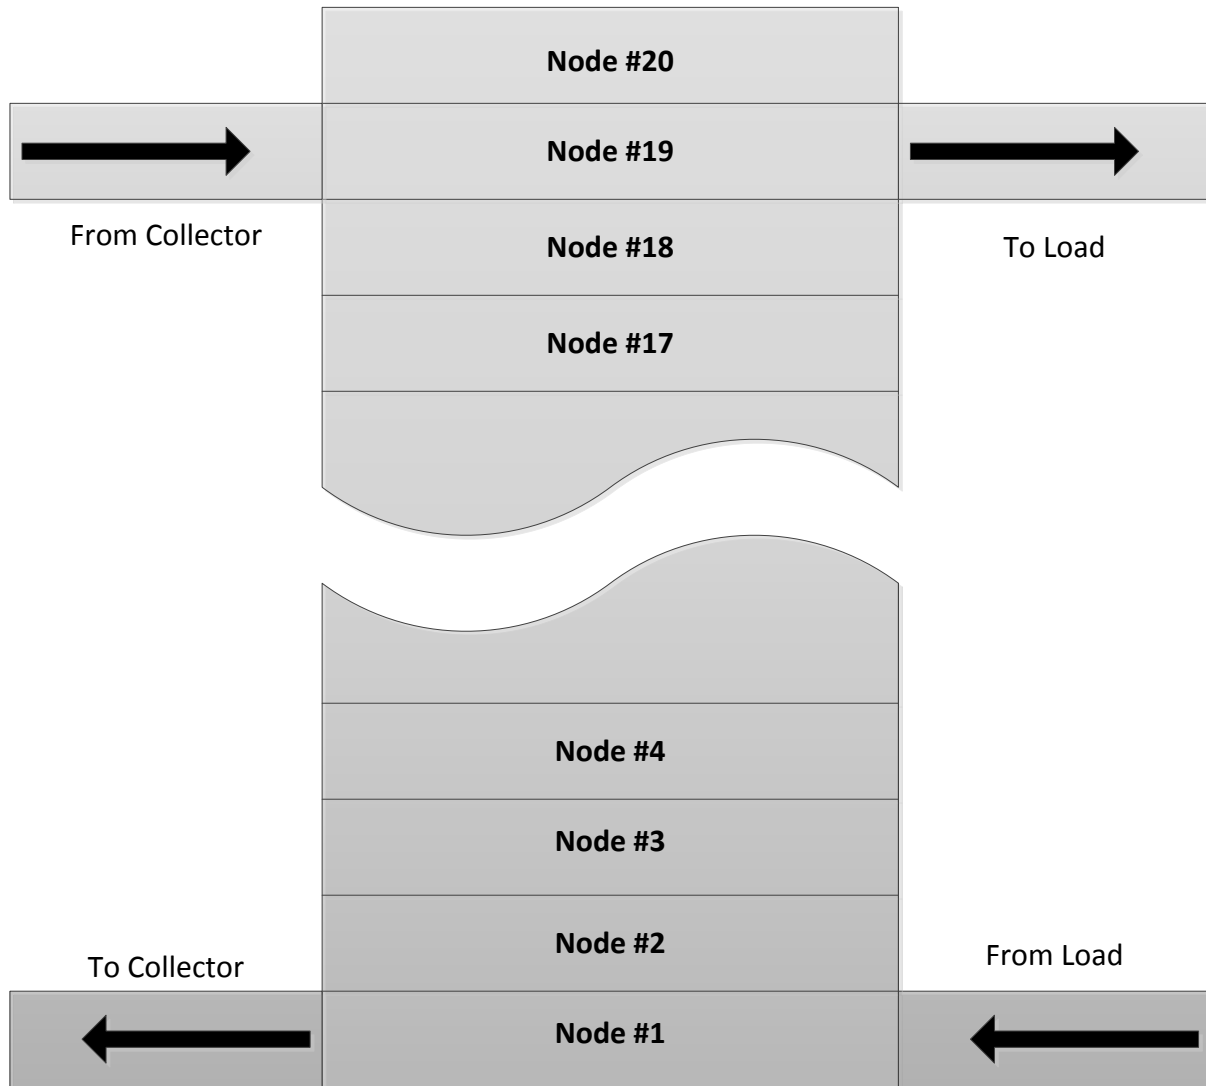 Node #20
Node #19
From Collector
Node #18
To Load
Node #17
Node #4
Node #3
Node #2
To Collector
From Load
Node #1